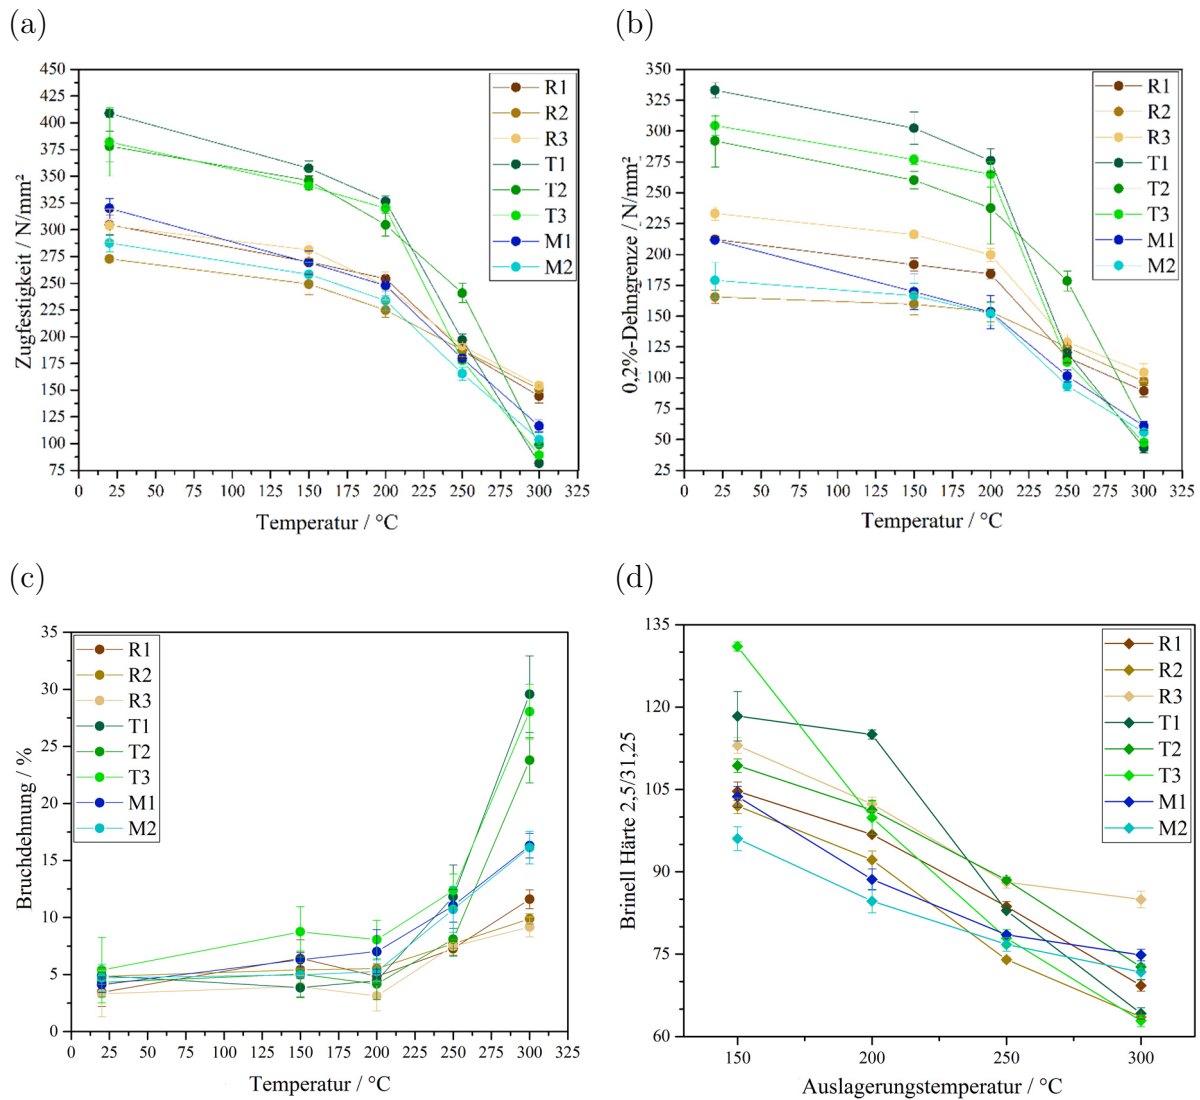 (a)
450
425
400
375
350
325
300
275
250
225
200
175
150
125
100
75
0 25 50 75 100 125 150 175 200 225 250 275 300 325
Zugfestigkeit / N/mm²
Temperatur / °C
R1
R2
R3
T1
T2
T3
M1
M2
(b)
350
325
300
275
250
225
200
175
150
125
100
75
50
25
0 25 50 75 100 125 150 175 200 225 250 275 300 325
0,2%-Dehngrenze / N/mm²
Temperatur / °C
R1
R2
R3
T1
T2
T3
M1
M2
(c)
35
30
25
20
15
10
5
0
0 25 50 75 100 125 150 175 200 225 250 275 300 325
Bruchdehnung / %
Temperatur / °C
R1
R2
R3
T1
T2
T3
M1
M2
(d)
135
120
105
90
75
60
150 200 250 300
Brinell Härte 2,5/31,25
Auslagerungstemperatur / °C
R1
R2
R3
T1
T2
T3
M1
M2